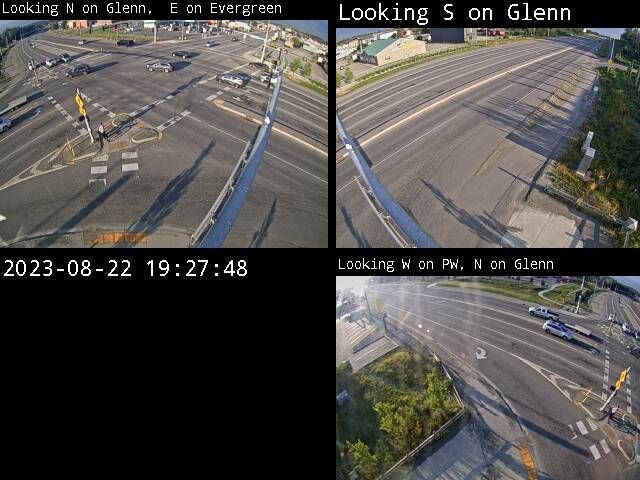 Looking N on Glenn, E on Evergreen
Looking S on Glenn
2023-08-22 19:27:48
Looking W on PW, N on Glenn